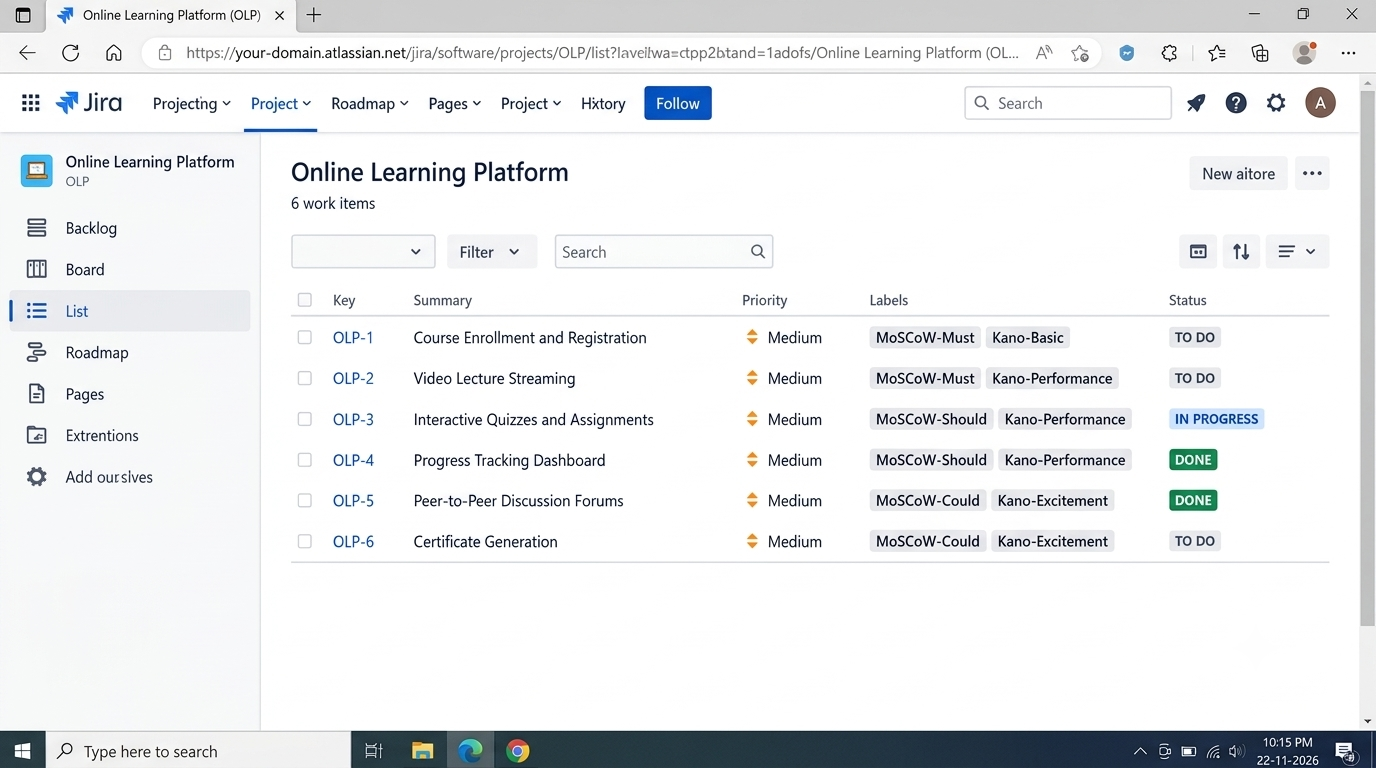 Online Learning Platform (OLP)
https://your-domain.atlassian.net/jira/software/projects/OLP/list?laveilwa=ctpp2btand=1adofs/Online Learning Platform (OL...
Jira Projecting Project Roadmap Pages Project Hxtory Follow Search A
Online Learning Platform
OLP
Backlog
Board
List
Roadmap
Pages
Extrentions
Add oursIves
Online Learning Platform
New aitore
6 work items
Filter Search
Key Summary Priority Labels Status
OLP-1 Course Enrollment and Registration Medium MoSCoW-Must Kano-Basic TO DO
OLP-2 Video Lecture Streaming Medium MoSCoW-Must Kano-Performance TO DO
OLP-3 Interactive Quizzes and Assignments Medium MoSCoW-Should Kano-Performance IN PROGRESS
OLP-4 Progress Tracking Dashboard Medium MoSCoW-Should Kano-Performance DONE
OLP-5 Peer-to-Peer Discussion Forums Medium MoSCoW-Could Kano-Excitement DONE
OLP-6 Certificate Generation Medium MoSCoW-Could Kano-Excitement TO DO
Type here to search
10:15 PM
22-11-2026